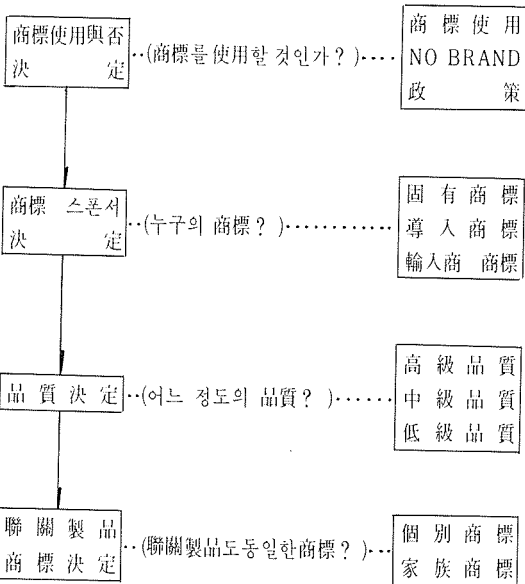 商標使用與否
決定
··(商標를 使用할 것인가? )····
商標使用
NO BRAND
政策
商標 스폰서
決定
··(누구의 商標? )···········
固有商標
導入商標
輸入商 商標
品質決定
··(어느 정도의 品質? )······
高級品質
中級品質
低級品質
聯關製品
商標決定
··(聯關製品도동일한商標? )···
個別商標
家族商標